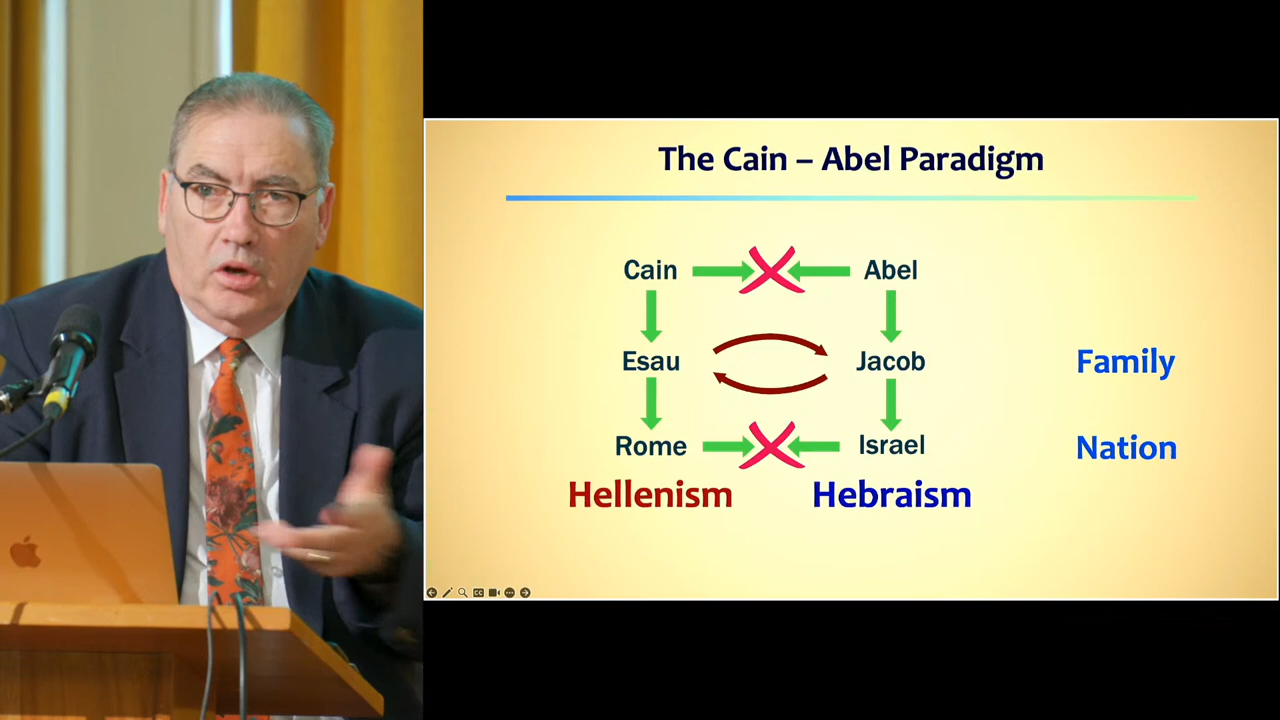 The Cain – Abel Paradigm
Cain Abel
Esau Jacob Family
Rome Israel Nation
Hellenism Hebraism